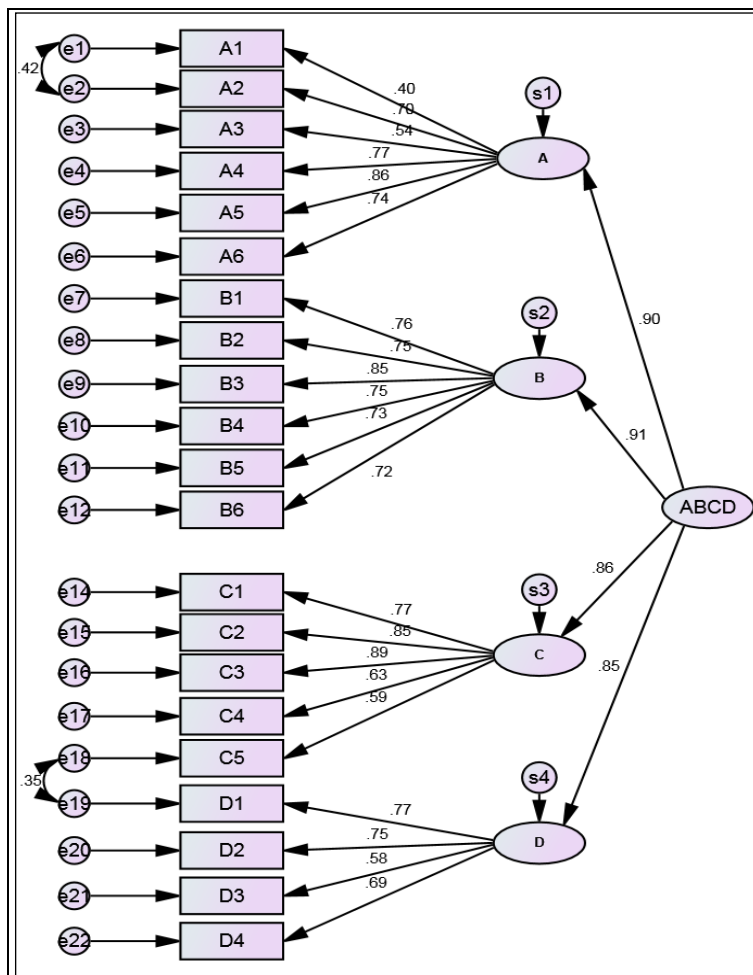 e1 A1
.42
.40
s1
e2 A2
.70
e3 A3
.54
A
e4 A4
.77
e5 A5
.86
e6 A6
.74
e7 B1
.76
s2
.90
e8 B2
.75
e9 B3
.85
B
e10 B4
.75
e11 B5
.73
.91
e12 B6
.72
ABCD
e14 C1
.77
s3
.86
e15 C2
.85
e16 C3
.89
C
.85
e17 C4
.63
e18 C5
.59
.35
s4
e19 D1
.77
e20 D2
.75
D
e21 D3
.58
e22 D4
.69